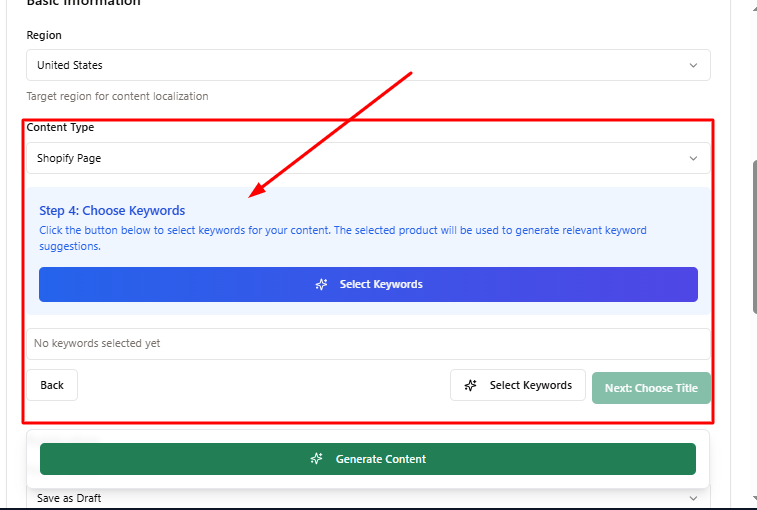 Basic Information
Region
United States
Target region for content localization
Content Type
Shopify Page
Step 4: Choose Keywords
Click the button below to select keywords for your content. The selected product will be used to generate relevant keyword
suggestions.
Select Keywords
No keywords selected yet
Back
Select Keywords
Next: Choose Title
Generate Content
Save as Draft